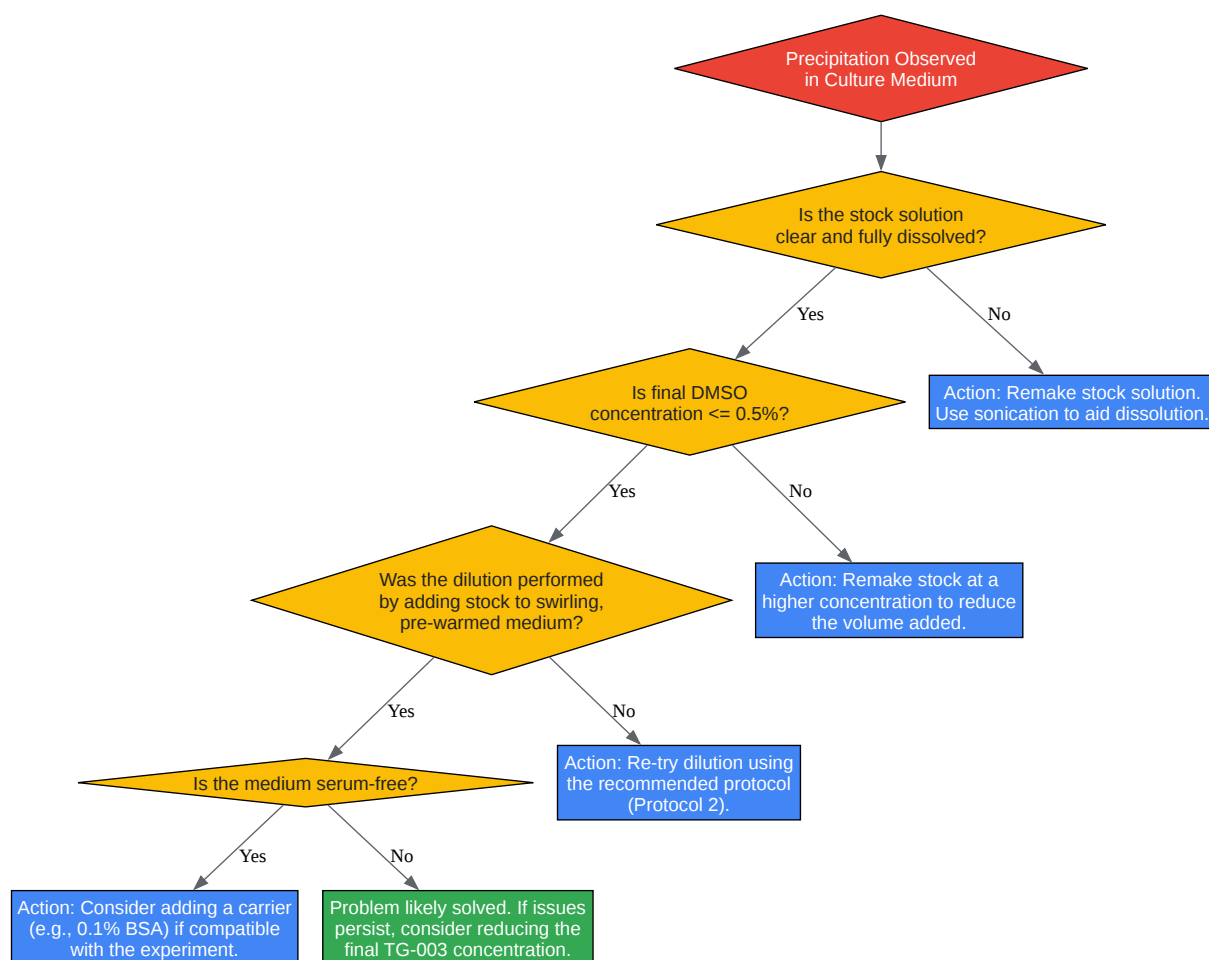 Precipitation Observed
in Culture Medium
Is the stock solution
clear and fully dissolved?
Yes
No
Is final DMSO
concentration <= 0.5%?
Action: Remake stock solution.
Use sonication to aid dissolution.
Yes
No
Was the dilution performed
by adding stock to swirling,
pre-warmed medium?
Action: Remake stock at a
higher concentration to reduce
the volume added.
Yes
No
Is the medium serum-free?
Action: Re-try dilution using
the recommended protocol
(Protocol 2).
Yes
No
Action: Consider adding a carrier
(e.g., 0.1% BSA) if compatible
with the experiment.
Problem likely solved. If issues
persist, consider reducing the
final TG-003 concentration.